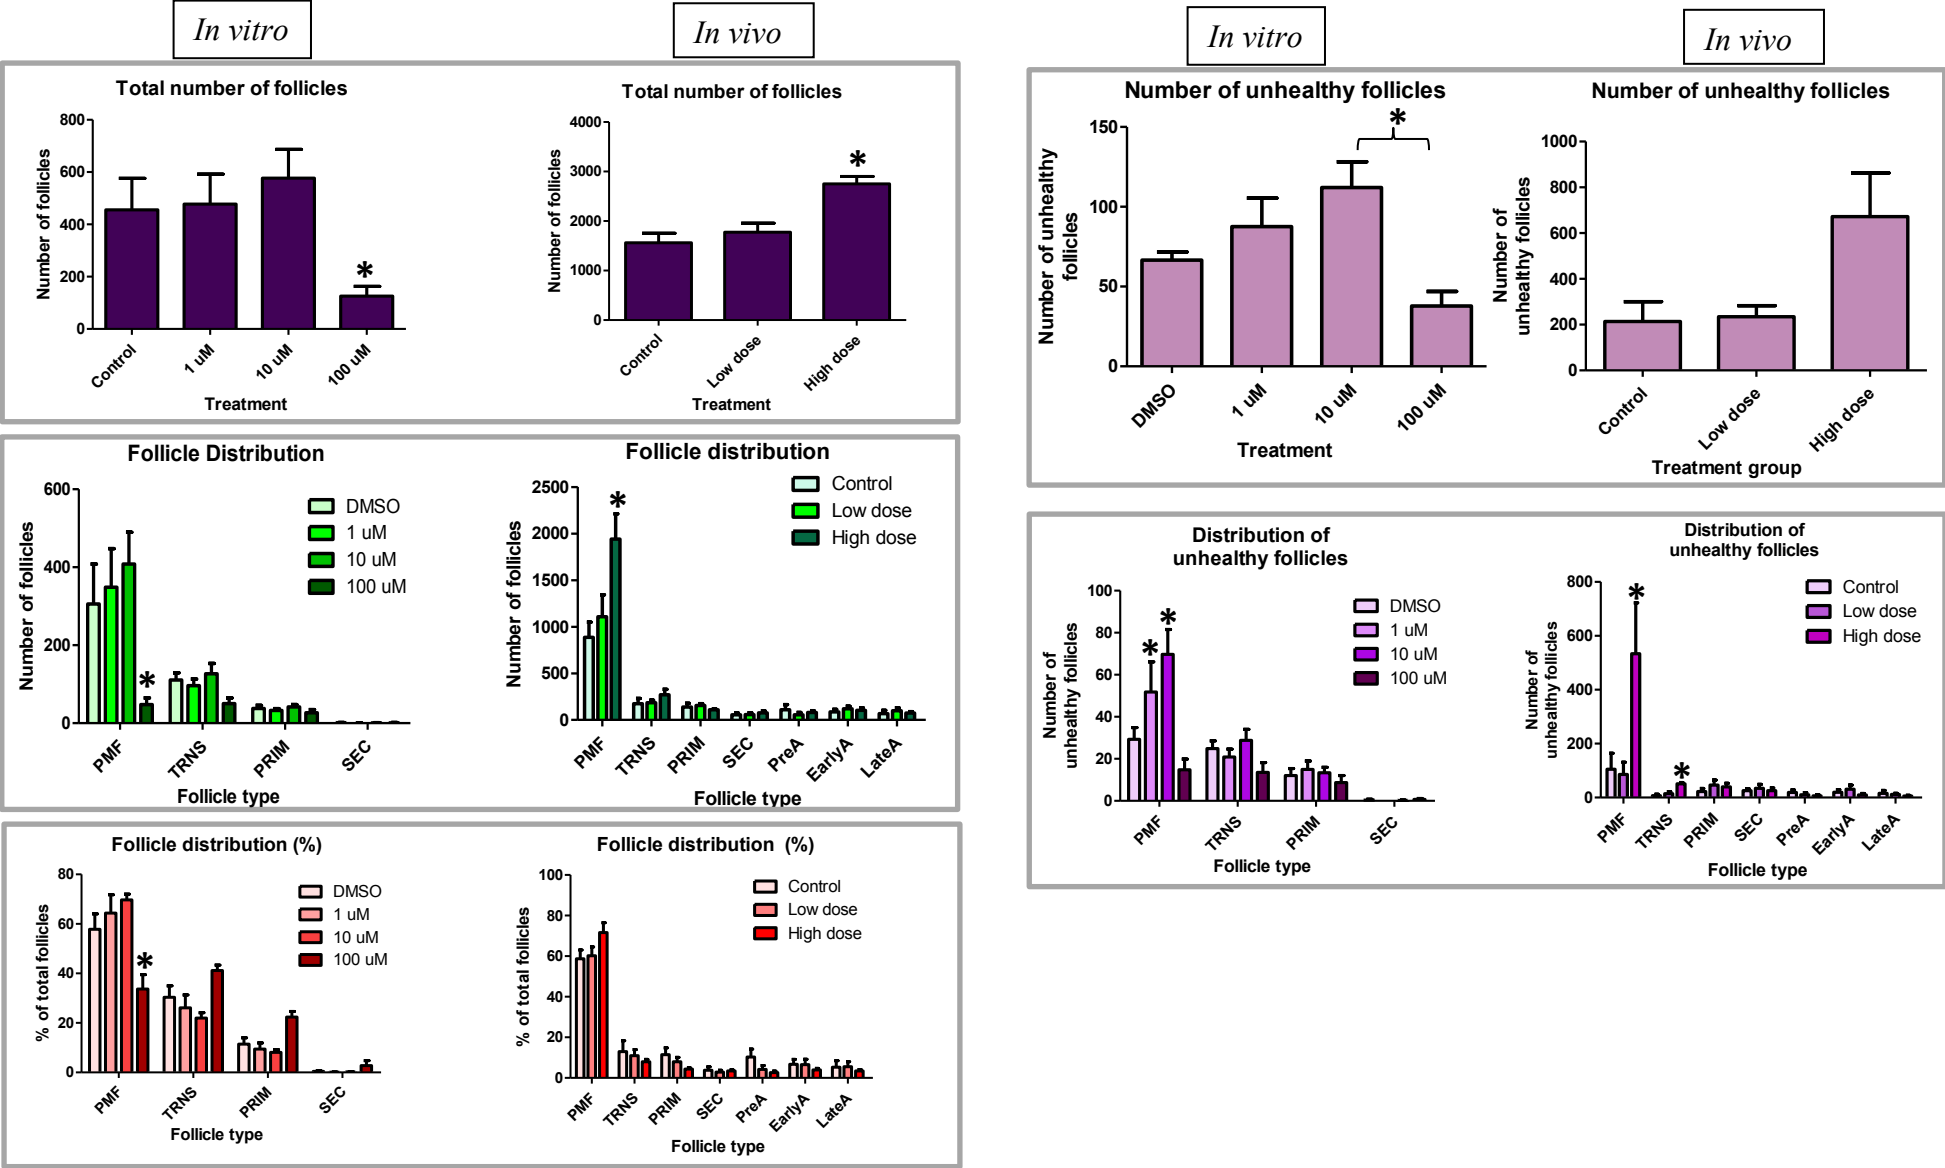 In vitro
In vivo
Total number of follicles
Number of follicles
800
600
400
200
0
Control
1 uM
10 uM
100 uM
*
Treatment
Total number of follicles
Number of follicles
4000
3000
2000
1000
0
Control
Low dose
High dose
*
Treatment
Follicle Distribution
Number of follicles
600
400
200
0
DMSO
1 uM
10 uM
100 uM
*
PMF
TRNS
PRIM
SEC
Follicle type
Follicle distribution
Number of follicles
2500
2000
1500
1000
500
0
Control
Low dose
High dose
*
PMF
TRNS
PRIM
SEC
PreA
EarlyA
LateA
Follicle type
Follicle distribution (%)
% of total follicles
80
60
40
20
0
DMSO
1 uM
10 uM
100 uM
*
PMF
TRNS
PRIM
SEC
Follicle type
Follicle distribution (%)
% of total follicles
100
80
60
40
20
0
Control
Low dose
High dose
PMF
TRNS
PRIM
SEC
PreA
EarlyA
LateA
Follicle type
In vitro
In vivo
Number of unhealthy follicles
Number of unhealthy
follicles
150
100
50
0
*
DMSO
1 uM
10 uM
100 uM
Treatment
Number of unhealthy follicles
Number of
unhealthy follicles
1000
800
600
400
200
0
Control
Low dose
High dose
Treatment group
Distribution of
unhealthy follicles
Number of
unhealthy follicles
100
80
60
40
20
0
DMSO
1 uM
10 uM
100 uM
*
*
PMF
TRNS
PRIM
SEC
Follicle type
Distribution of
unhealthy follicles
Number of
unhealthy follicles
800
600
400
200
0
Control
Low dose
High dose
*
*
PMF
TRNS
PRIM
SEC
PreA
EarlyA
LateA
Follicle type